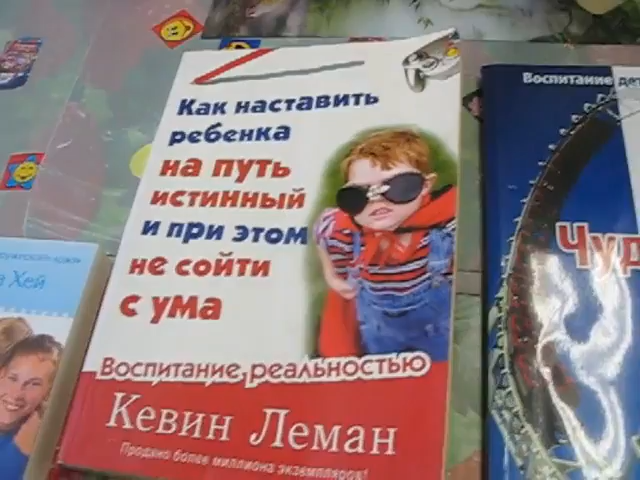 Как наставить
ребенка
на путь
истинный
и при этом
не сойти
с ума
Воспитание реальностью
Кевин Леман
Продано более миллиона экземпляров!
Воспитание
Хей